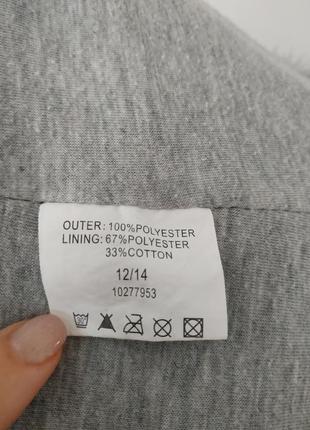 OUTER: 100%POLYESTER
LINING: 67%POLYESTER
33%COTTON
12/14
10277953